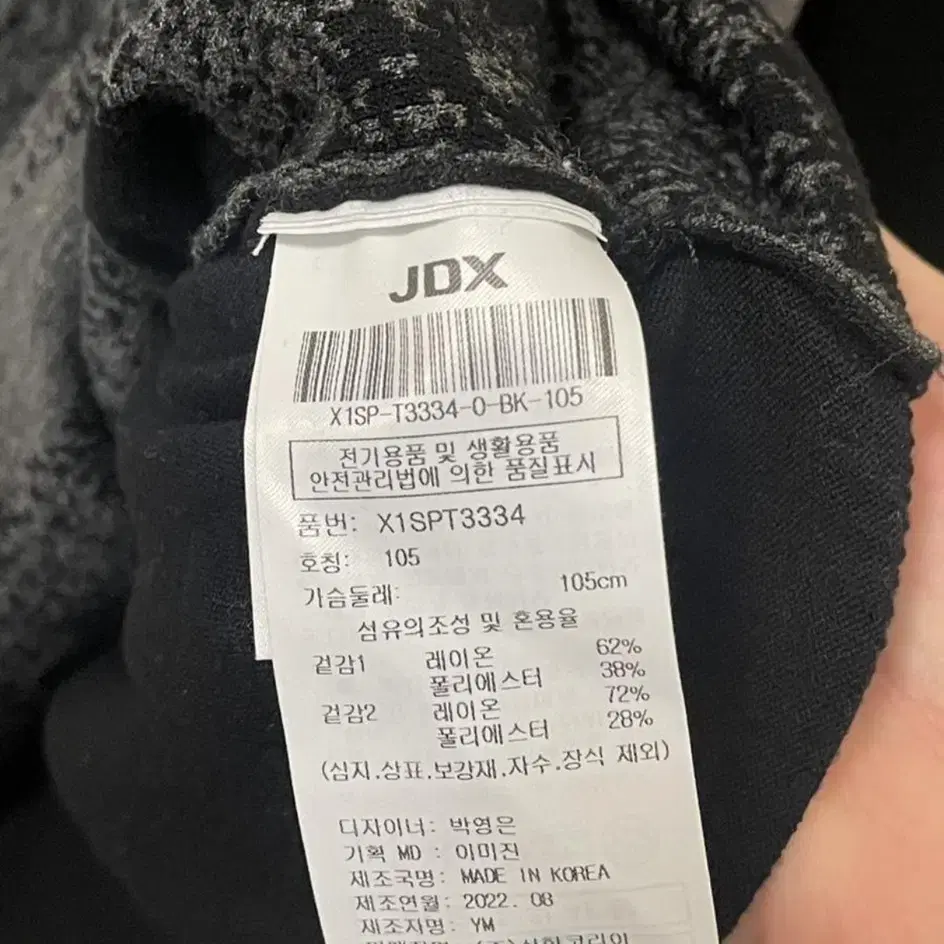 JDX
X1SP-T3334-0-BK-105
전기용품 및 생활용품
안전관리법에 의한 품질표시
품번: X1SPT3334
호칭: 105
가슴둘레: 105cm
섬유의조성 및 혼용율
겉감1 레이온 62%
폴리에스터 38%
겉감2 레이온 72%
폴리에스터 28%
(심지.상표.보강재.자수.장식 제외)
디자이너: 박영은
기획 MD : 이미진
제조국명: MADE IN KOREA
제조연월: 2022. 08
제조자명: YM